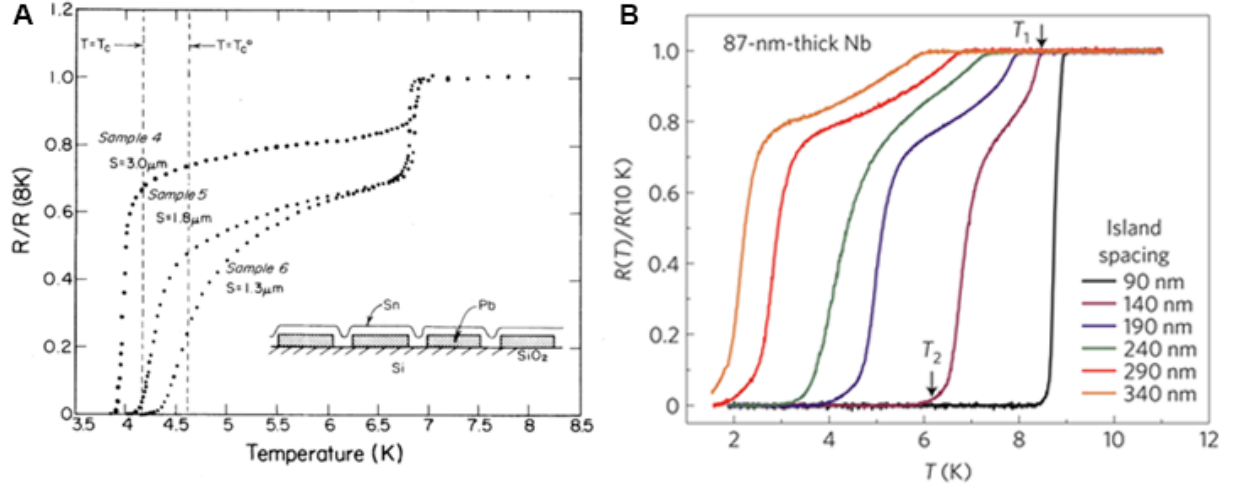 A
1.2
1.0
0.8
0.6
0.4
0.2
0
R/R (8K)
T=Tc
T=Tc°
Sample 4
S=3.0μm
Sample 5
S=1.8μm
Sample 6
S=1.3μm
Sn
Pb
Si
SiO₂
3.5 4 4.5 5 5.5 6 6.5 7 7.5 8 8.5
Temperature (K)
B
87-nm-thick Nb
T₁
1.0
0.8
0.6
0.4
0.2
0
R(T)/R(10 K)
T₂
Island
spacing
90 nm
140 nm
190 nm
240 nm
290 nm
340 nm
2 4 6 8 10 12
T (K)